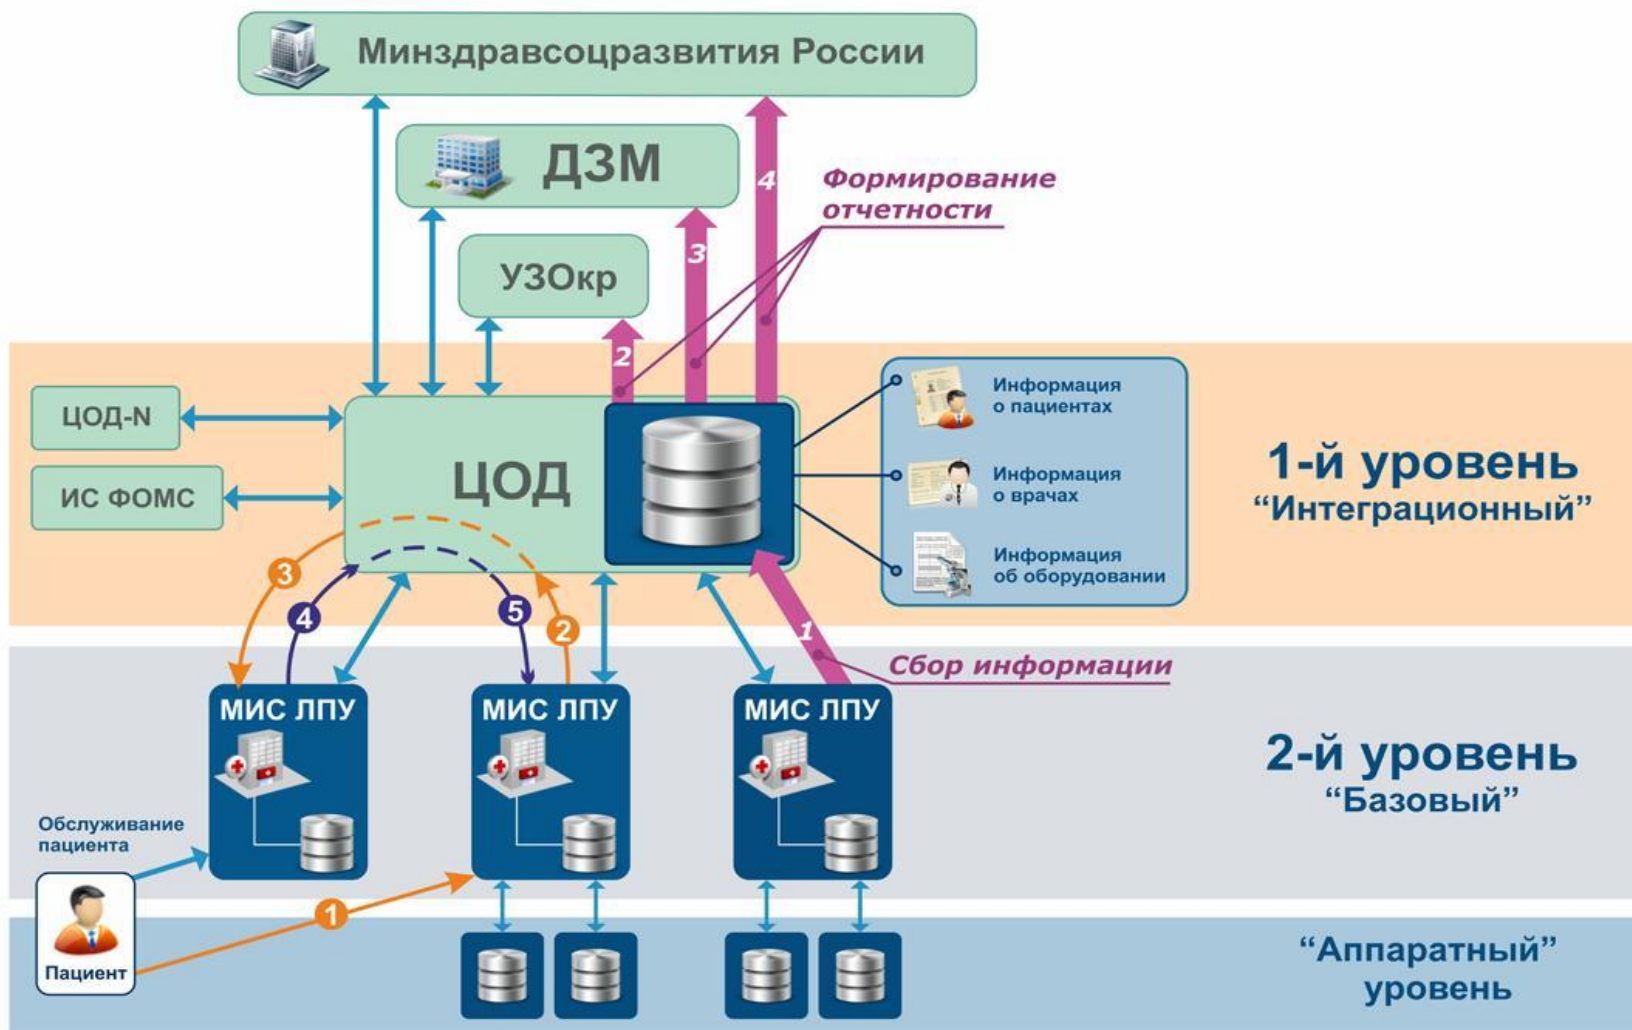 Минздравсоцразвития России
ДЗМ
4
Формирование
отчетности
3
УЗОкр
2
ЦОД-N
ИС ФОМС
ЦОД
Информация
о пациентах
Информация
о врачах
Информация
об оборудовании
1-й уровень
“Интеграционный”
3
4
5
2
1
Сбор информации
МИС ЛПУ
МИС ЛПУ
МИС ЛПУ
2-й уровень
“Базовый”
Обслуживание
пациента
1
Пациент
“Аппаратный”
уровень